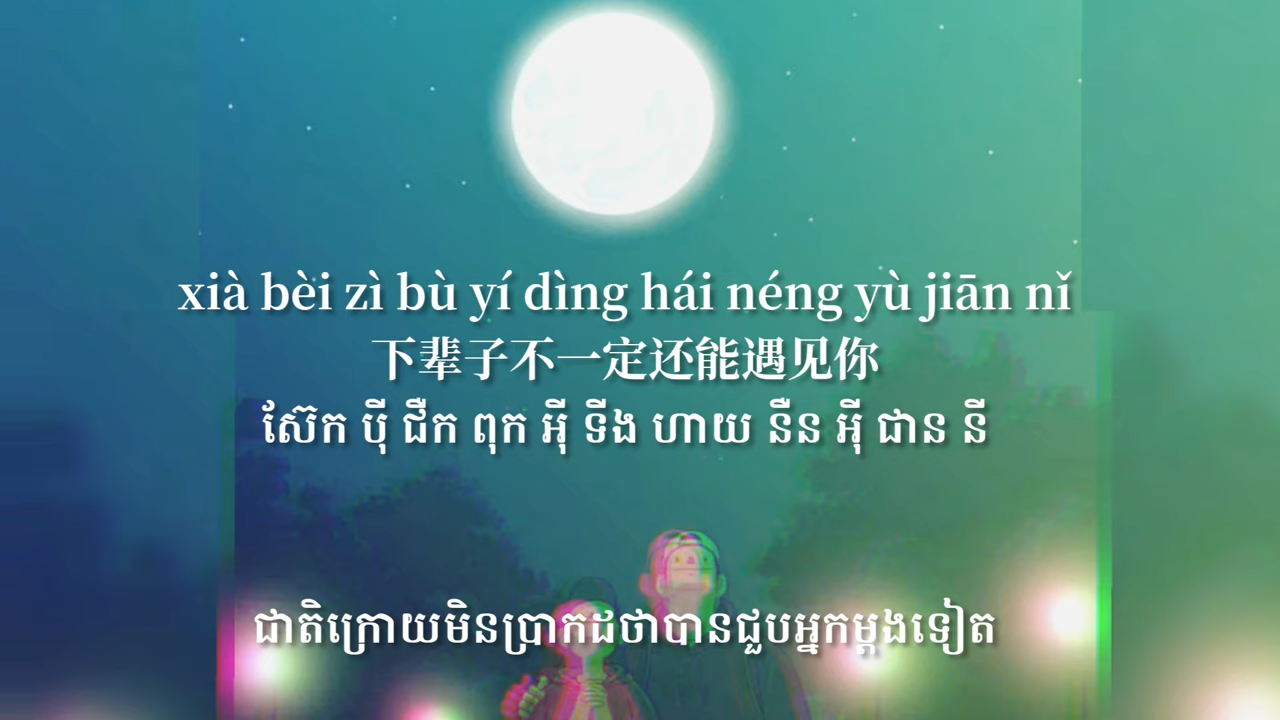 xià bèi zì bù yí dìng hái néng yù jiān nǐ
下辈子不一定还能遇见你
ស៊ែក ប៉ី ជឺក ពុក អ៊ី ទីង ហាយ នឺន អ៊ី ជាន នី
ជាតិក្រោយមិនប្រាកដថាបានជួបអ្នកម្តងទៀត